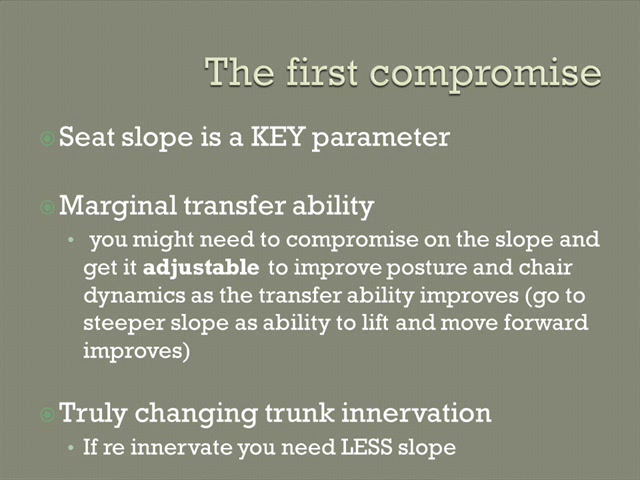 The first compromise
Seat slope is a KEY parameter
Marginal transfer ability
you might need to compromise on the slope and
get it adjustable to improve posture and chair
dynamics as the transfer ability improves (go to
steeper slope as ability to lift and move forward
improves)
Truly changing trunk innervation
If re innervate you need LESS slope